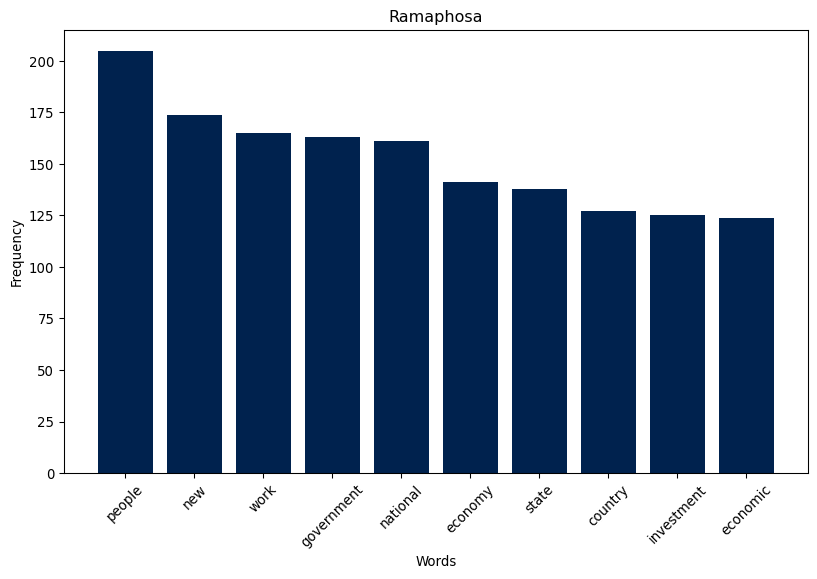 Ramaphosa
Frequency
200
175
150
125
100
75
50
25
0
people
new
work
government
national
economy
state
country
investment
economic
Words